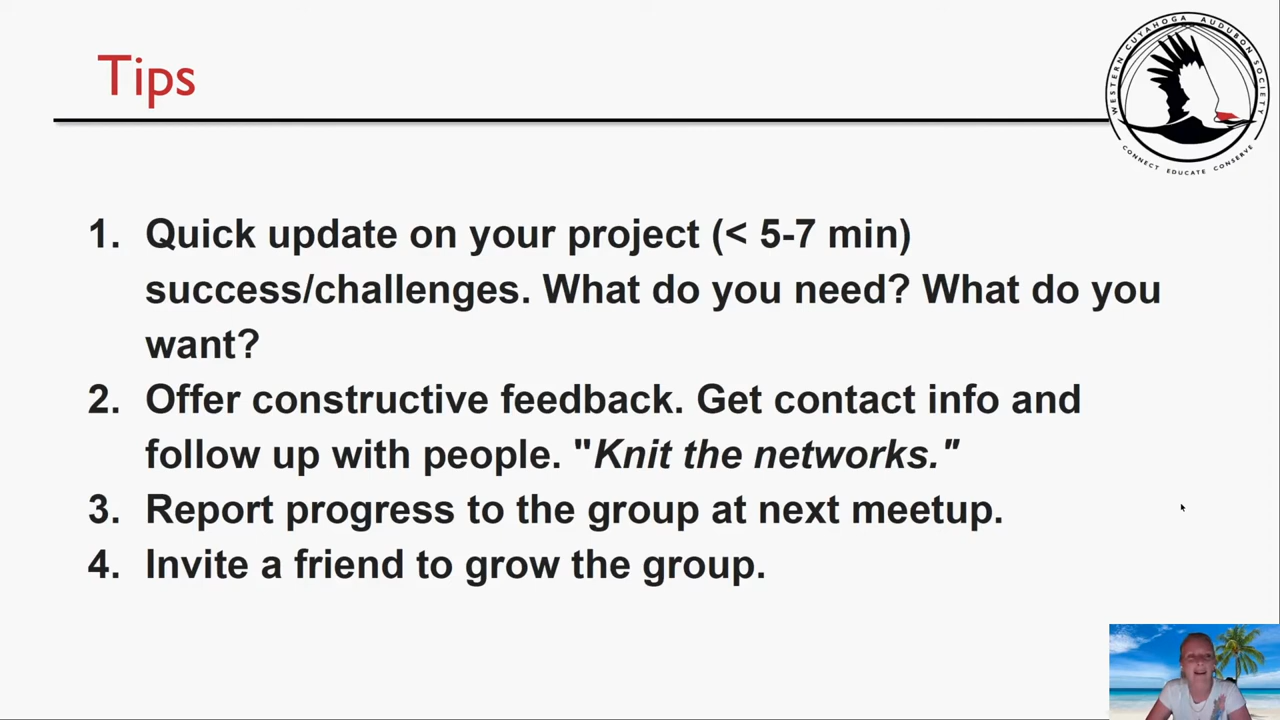 Tips
WESTERN CUYAHOGA AUDUBON SOCIETY
CONNECT EDUCATE CONSERVE
1. Quick update on your project (< 5-7 min)
success/challenges. What do you need? What do you
want?
2. Offer constructive feedback. Get contact info and
follow up with people. "Knit the networks."
3. Report progress to the group at next meetup.
4. Invite a friend to grow the group.